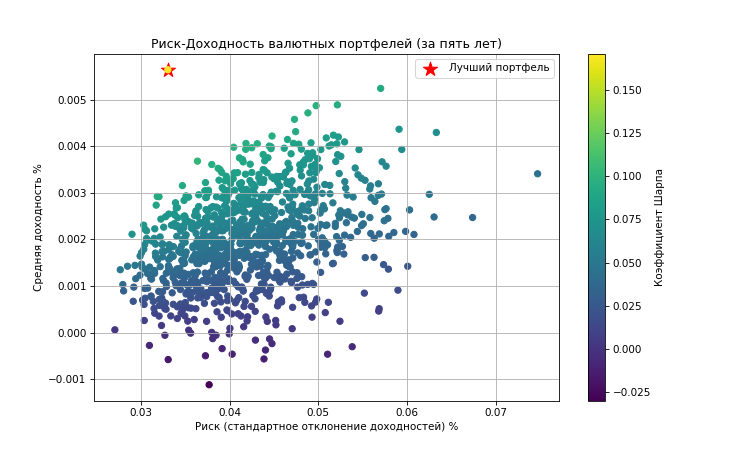 Риск-Доходность валютных портфелей (за пять лет)
Лучший портфель
Средняя доходность %
0.005
0.004
0.003
0.002
0.001
0.000
−0.001
0.03 0.04 0.05 0.06 0.07
Риск (стандартное отклонение доходностей) %
0.150
0.125
0.100
0.075
0.050
0.025
0.000
−0.025
Коэффициент Шарпа